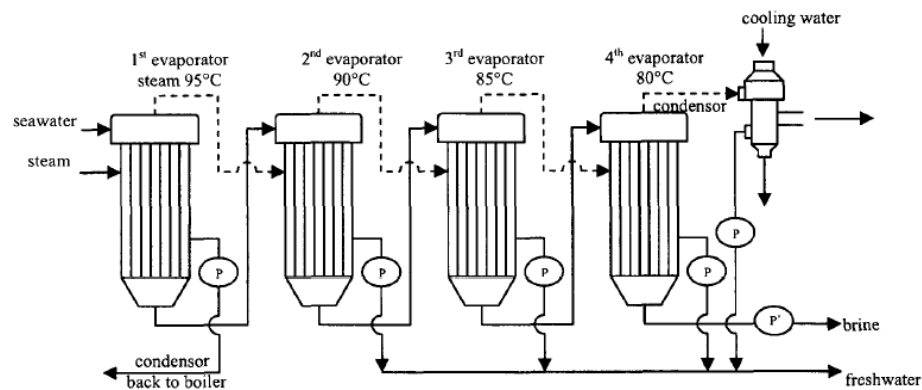 cooling water
1st evaporator
steam 95°C
2nd evaporator
90°C
3rd evaporator
85°C
4th evaporator
80°C
condensor
seawater
steam
P
P
P
P
P
P'
brine
condensor
back to boiler
freshwater